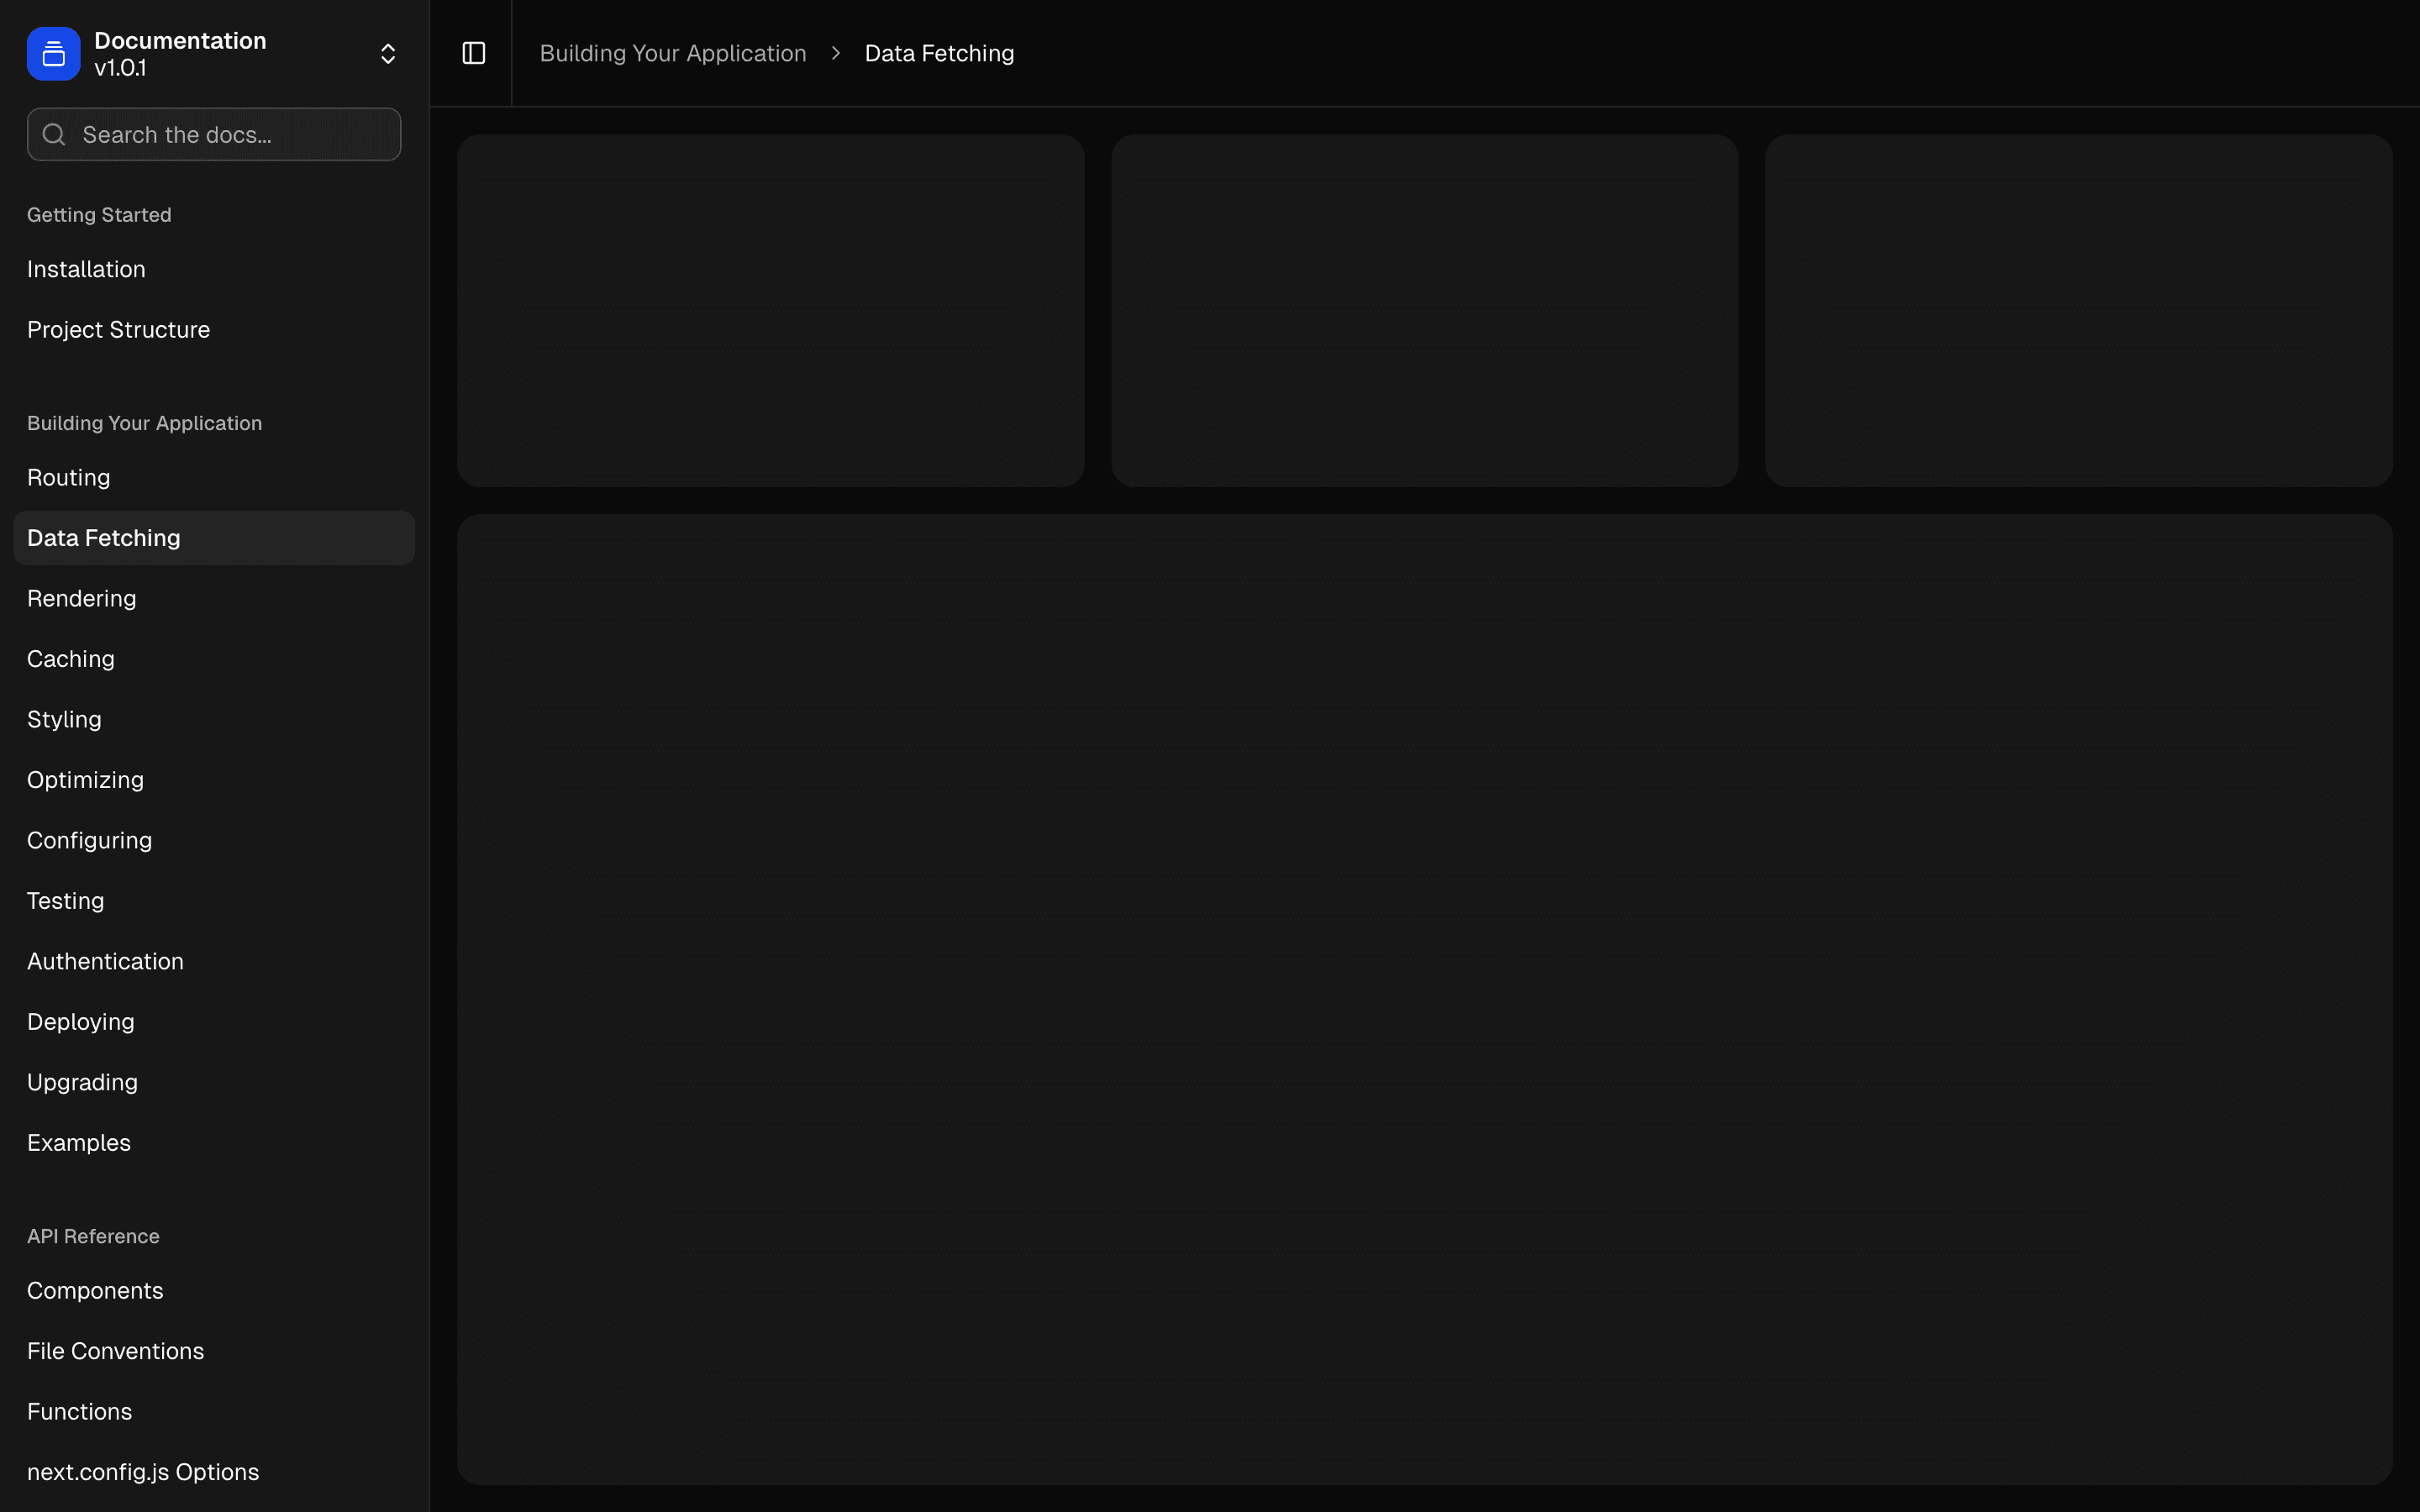 Documentation
v1.0.1
Search the docs...
Getting Started
Installation
Project Structure
Building Your Application
Routing
Data Fetching
Rendering
Caching
Styling
Optimizing
Configuring
Testing
Authentication
Deploying
Upgrading
Examples
API Reference
Components
File Conventions
Functions
next.config.js Options
Building Your Application
Data Fetching